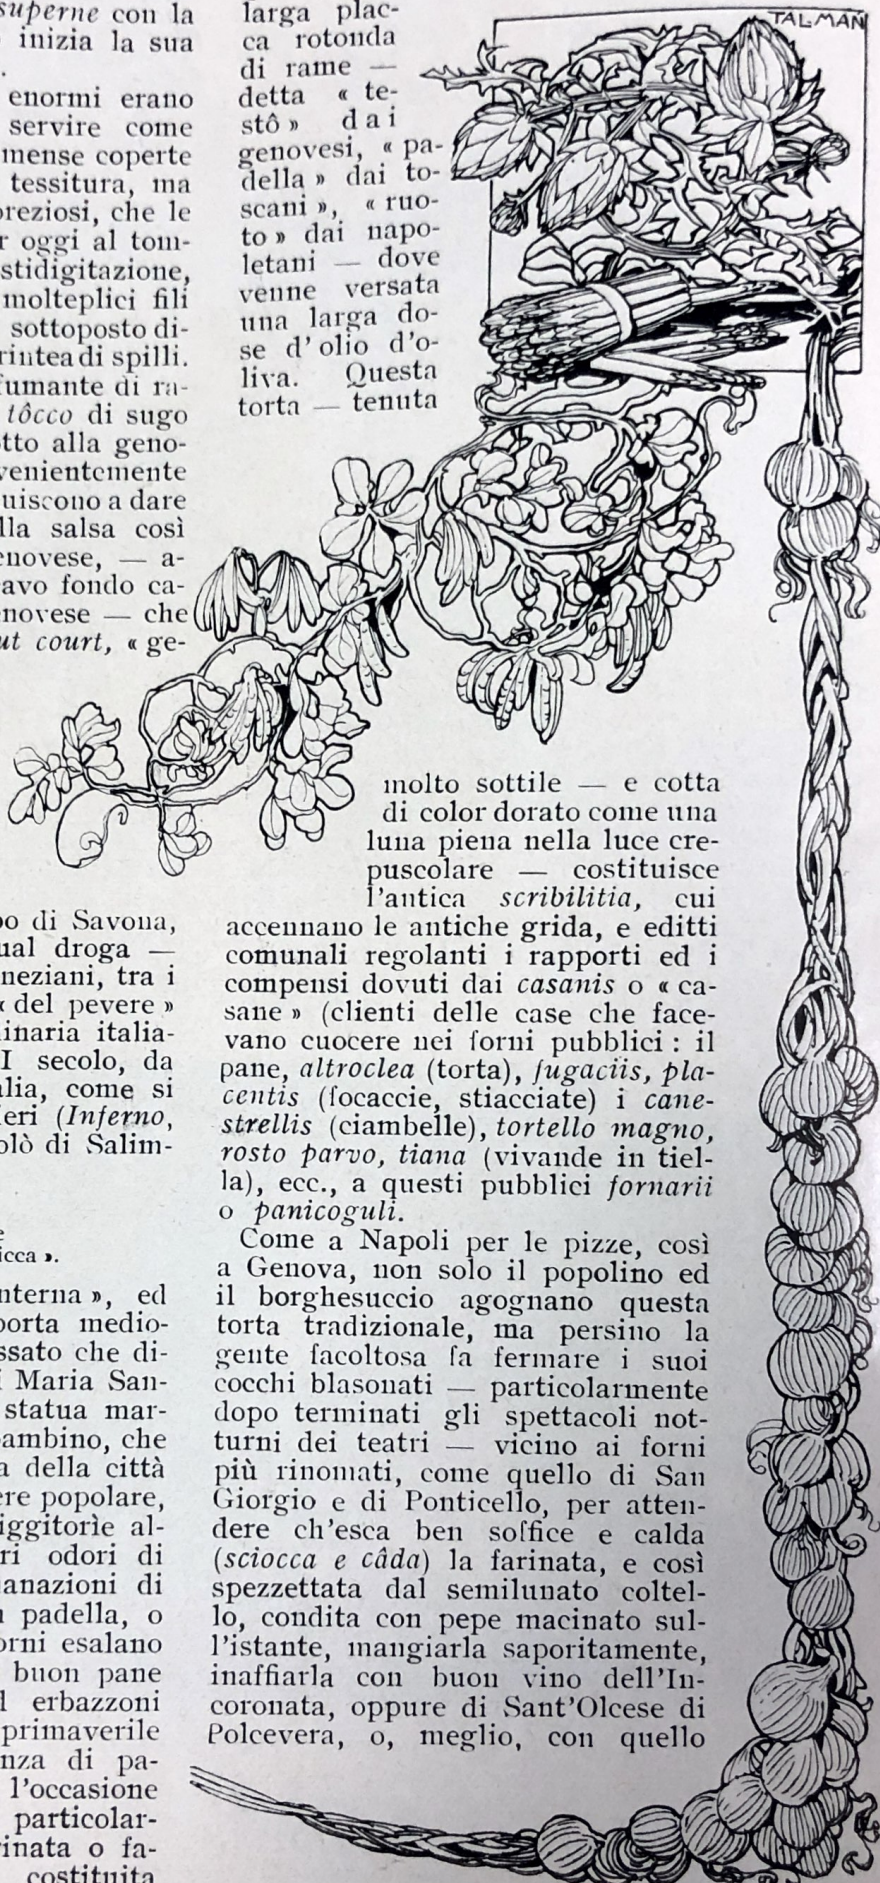 superne con la
inizia la sua
.
enormi erano
servire come
mense coperte
tessitura, ma
preziosi, che le
r oggi al tom-
stidigitazione,
molteplici fili
sottoposto di-
rintea di spilli.
fumante di ra-
tôcco di sugo
otto alla geno-
venientemente
uiscono a dare
lla salsa così
enovese, — a-
avo fondo ca-
novese — che
ut court, « ge-
po di Savona,
ual droga —
neziani, tra i
« del pevere »
inaria italia-
I secolo, da
alia, come si
ieri (Inferno,
olò di Salim-
icca ».
nterna », ed
porta medio-
ssato che di-
i Maria San-
statua mar-
bambino, che
a della città
ere popolare,
iggitorìe al-
ri odori di
lanazioni di
padella, o
orni esalano
buon pane
l erbazzoni
primaverile
nza di pa-
l'occasione
particolar-
rinata o fa-
costituita
larga plac-
ca rotonda
di rame —
detta « te-
stô » dai
genovesi, « pa-
della » dai to-
scani », « ruo-
to » dai napo-
letani — dove
venne versata
una larga do-
se d'olio d'o-
liva. Questa
torta — tenuta
molto sottile — e cotta
di color dorato come una
luna piena nella luce cre-
puscolare — costituisce
l'antica scribilitia, cui
accennano le antiche grida, e editti
comunali regolanti i rapporti ed i
compensi dovuti dai casanis o « ca-
sane » (clienti delle case che face-
vano cuocere nei forni pubblici : il
pane, altroclea (torta), fugaciis, pla-
centis (focaccie, stiacciate) i cane-
strellis (ciambelle), tortello magno,
rosto parvo, tiana (vivande in tiel-
la), ecc., a questi pubblici fornarii
o panicoguli.
Come a Napoli per le pizze, così
a Genova, non solo il popolino ed
il borghesuccio agognano questa
torta tradizionale, ma persino la
gente facoltosa fa fermare i suoi
cocchi blasonati — particolarmente
dopo terminati gli spettacoli not-
turni dei teatri — vicino ai forni
più rinomati, come quello di San
Giorgio e di Ponticello, per atten-
dere ch'esca ben soffice e calda
(sciocca e câda) la farinata, e così
spezzettata dal semilunato coltel-
lo, condita con pepe macinato sul-
l'istante, mangiarla saporitamente,
inaffiarla con buon vino dell'In-
coronata, oppure di Sant'Olcese di
Polcevera, o, meglio, con quello
TALMAN